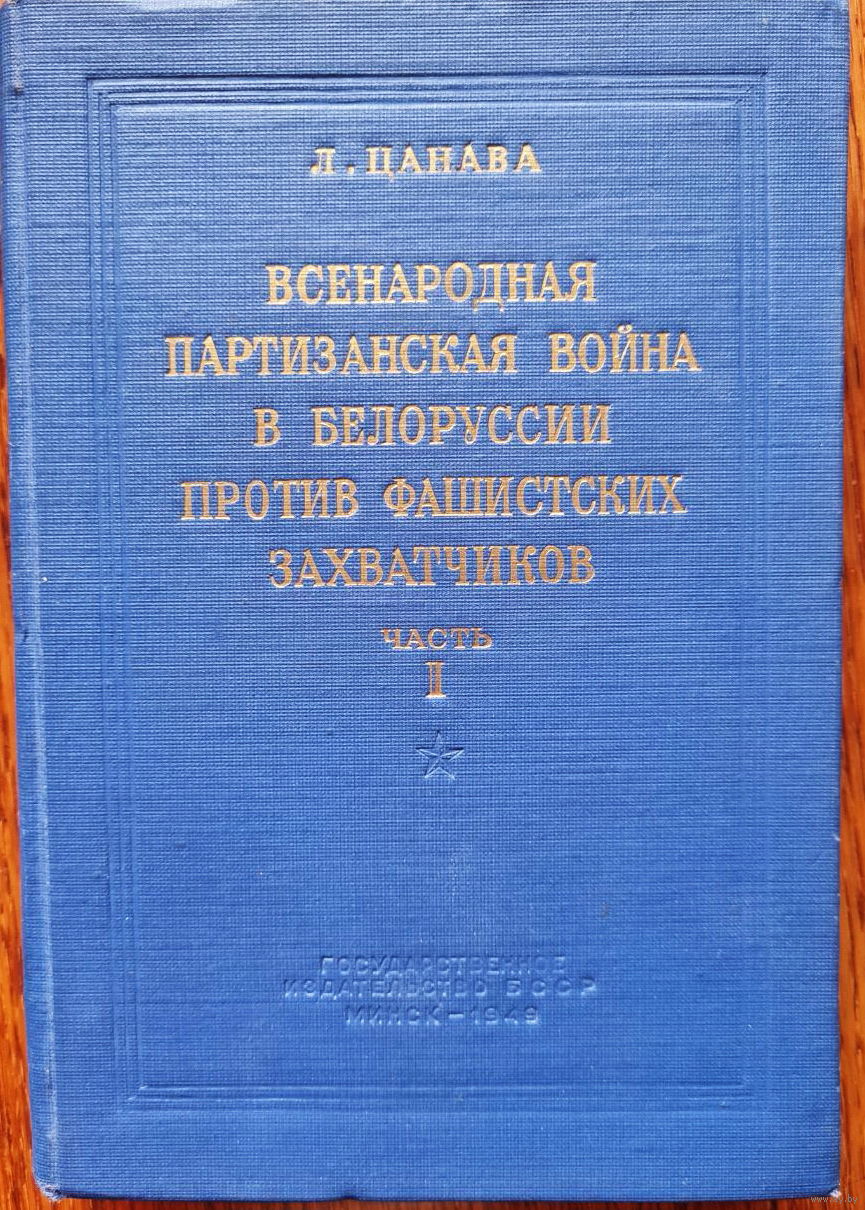 Л. ЦАНАВА
ВСЕНАРОДНАЯ
ПАРТИЗАНСКАЯ ВОЙНА
В БЕЛОРУССИИ
ПРОТИВ ФАШИСТСКИХ
ЗАХВАТЧИКОВ
ЧАСТЬ
I
ГОСУДАРСТВЕННОЕ
ИЗДАТЕЛЬСТВО БССР
МИНСК — 1949